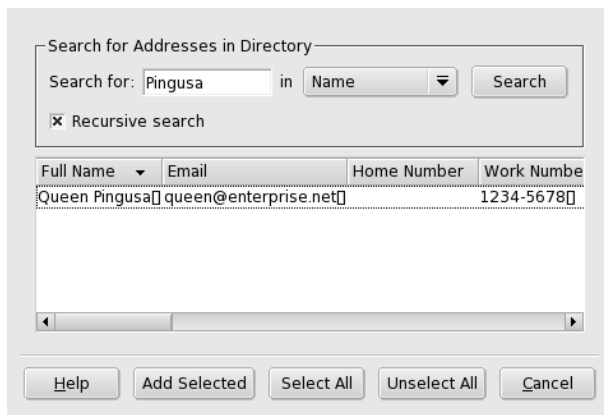 Search for Addresses in Directory
Search for: Pingusa in Name Search
Recursive search
Full Name Email Home Number Work Numbe
Queen Pingusa[] queen@enterprise.net[] 1234-5678[]
Help Add Selected Select All Unselect All Cancel